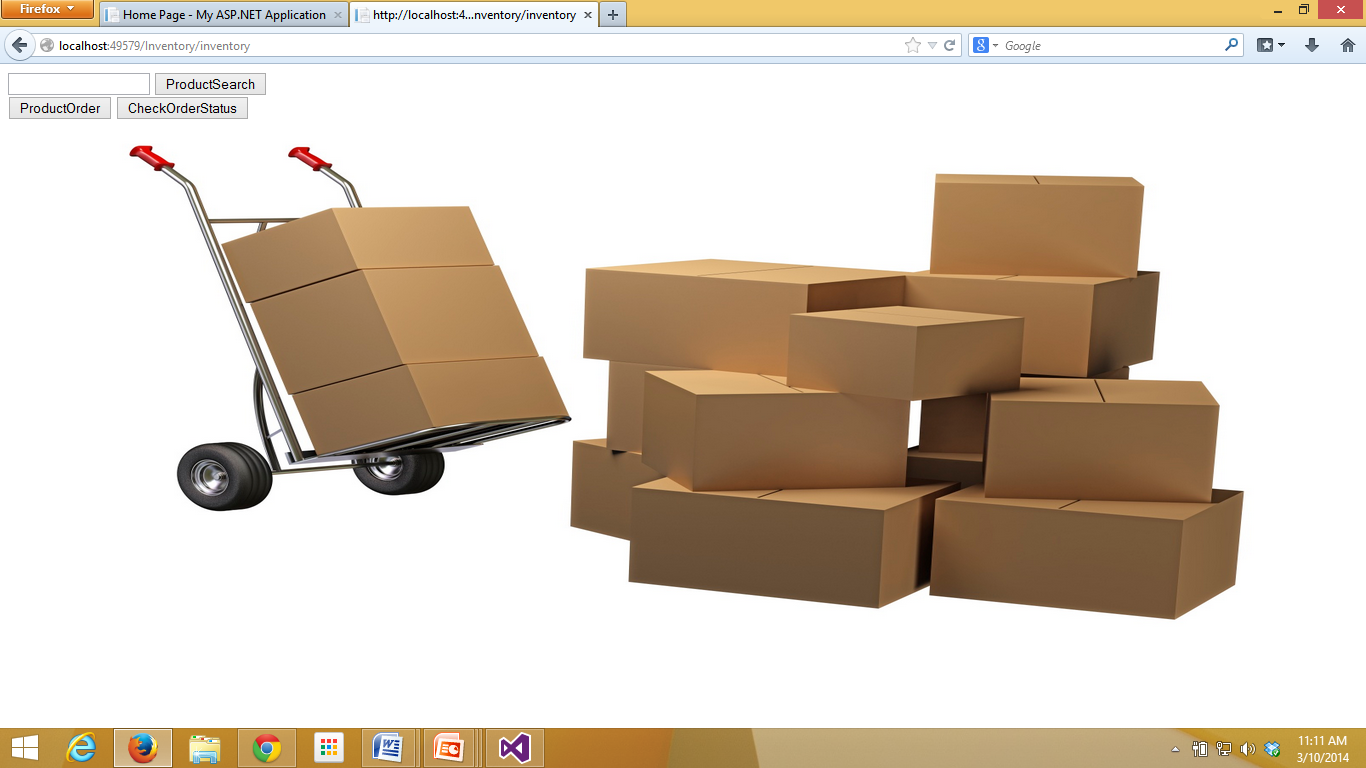 Firefox
Home Page - My ASP.NET Application
http://localhost:4...nventory/inventory
localhost:49579/Inventory/inventory
Google
ProductSearch
ProductOrder CheckOrderStatus
11:11 AM
3/10/2014